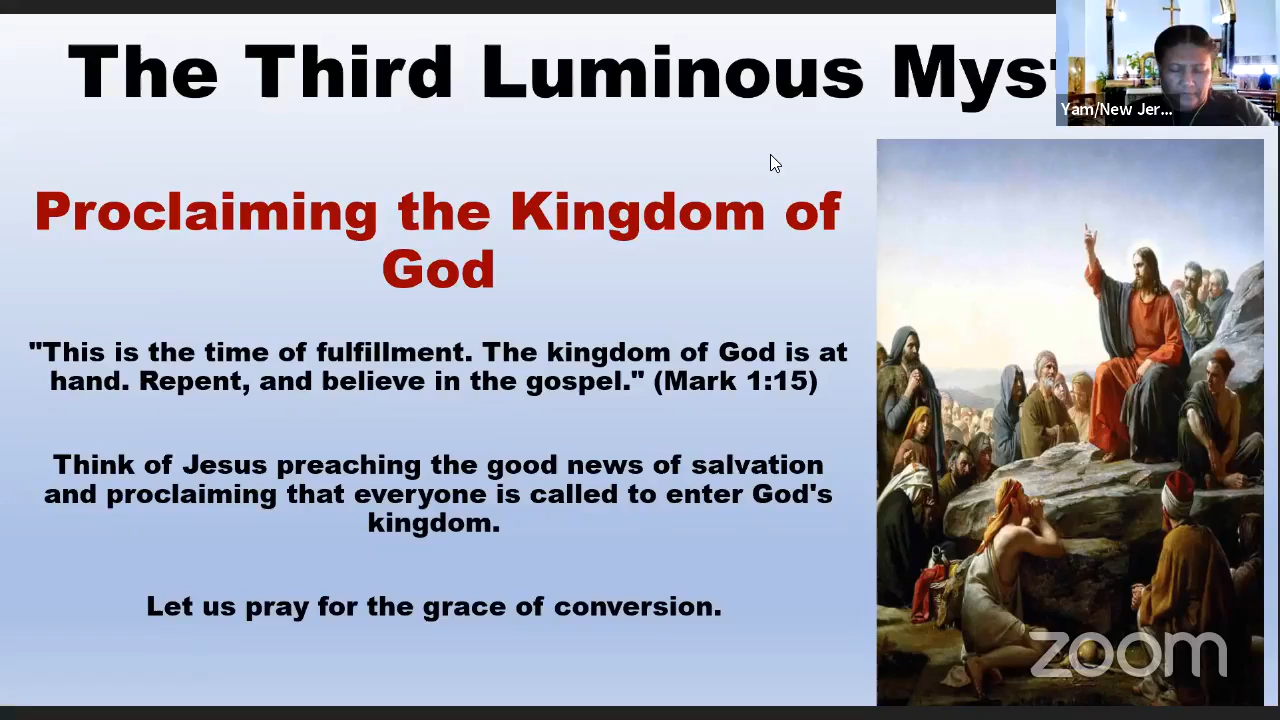 The Third Luminous Mys
Yam/New Jer...
Proclaiming the Kingdom of
God
"This is the time of fulfillment. The kingdom of God is at
hand. Repent, and believe in the gospel." (Mark 1:15)
Think of Jesus preaching the good news of salvation
and proclaiming that everyone is called to enter God's
kingdom.
Let us pray for the grace of conversion.
zoom